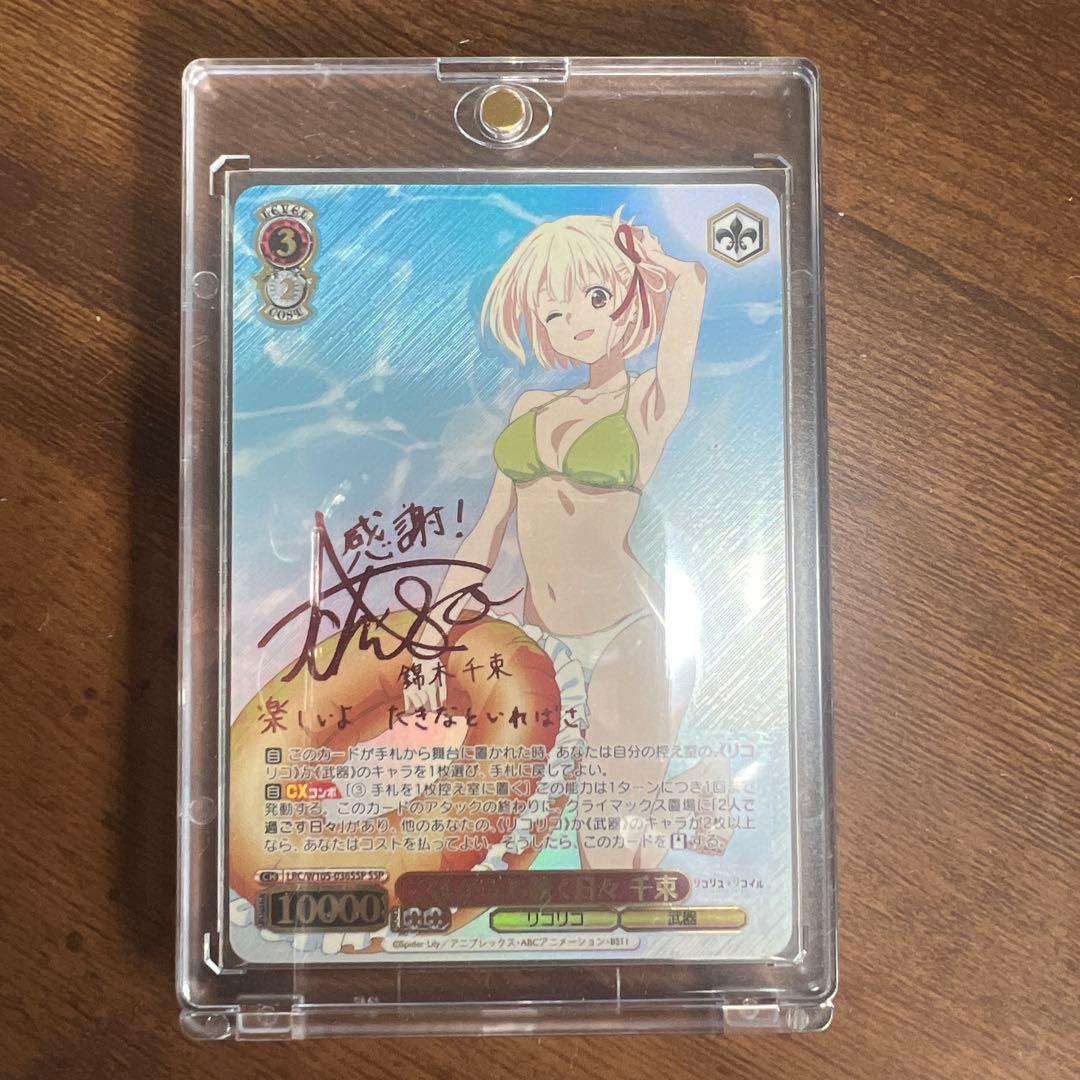 LEVEL
3
2
COST
感謝!
錦木千束
楽しいよ たきなといればさ
自 このカードが手札から舞台に置かれた時、あなたは自分の控え室の、《リコ
リコ》か《武器》のキャラを1枚選び、手札に戻してよい。
自 CXコンボ [③ 手札を1枚控え室に置く] この能力は1ターンにつき1回まで
発動する。このカードのアタックの終わりに、クライマックス置場に「2人で
過ごす日々」があり、他のあなたの、《リコリコ》か《武器》のキャラが2枚以上
なら、あなたはコストを払ってよい。そうしたら、このカードを する。
CH LRC/W105-036SSP SSP
く日々 千束 リコリス・リコイル
10000
リコリコ 武器
©Spider Lily/アニプレックス・ABCアニメーション・BS11